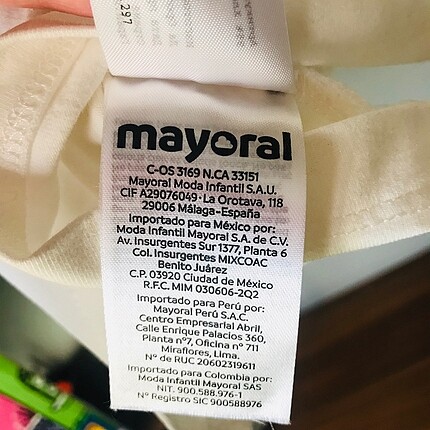 297
mayoral
C-OS 3169 N.CA 33151
Mayoral Moda Infantil S.A.U.
CIF A29076049·La Orotava, 118
29006 Málaga-España
Importado para México por:
Moda Infantil Mayoral S.A. de C.V.
Av. Insurgentes Sur 1377, Planta 6
Col. Insurgentes MIXCOAC
Benito Juárez
C.P. 03920 Ciudad de México
R.F.C. MIM 030606-2Q2
Importado para Perú por:
Mayoral Perú S.A.C.
Centro Empresarial Abril,
Calle Enrique Palacios 360,
Planta nº7, Oficina nº 711
Miraflores, Lima.
Nº de RUC 20602319611
Importado para Colombia por:
Moda Infantil Mayoral SAS
NIT. 900.588.976-1
Nº Registro SIC 900588976